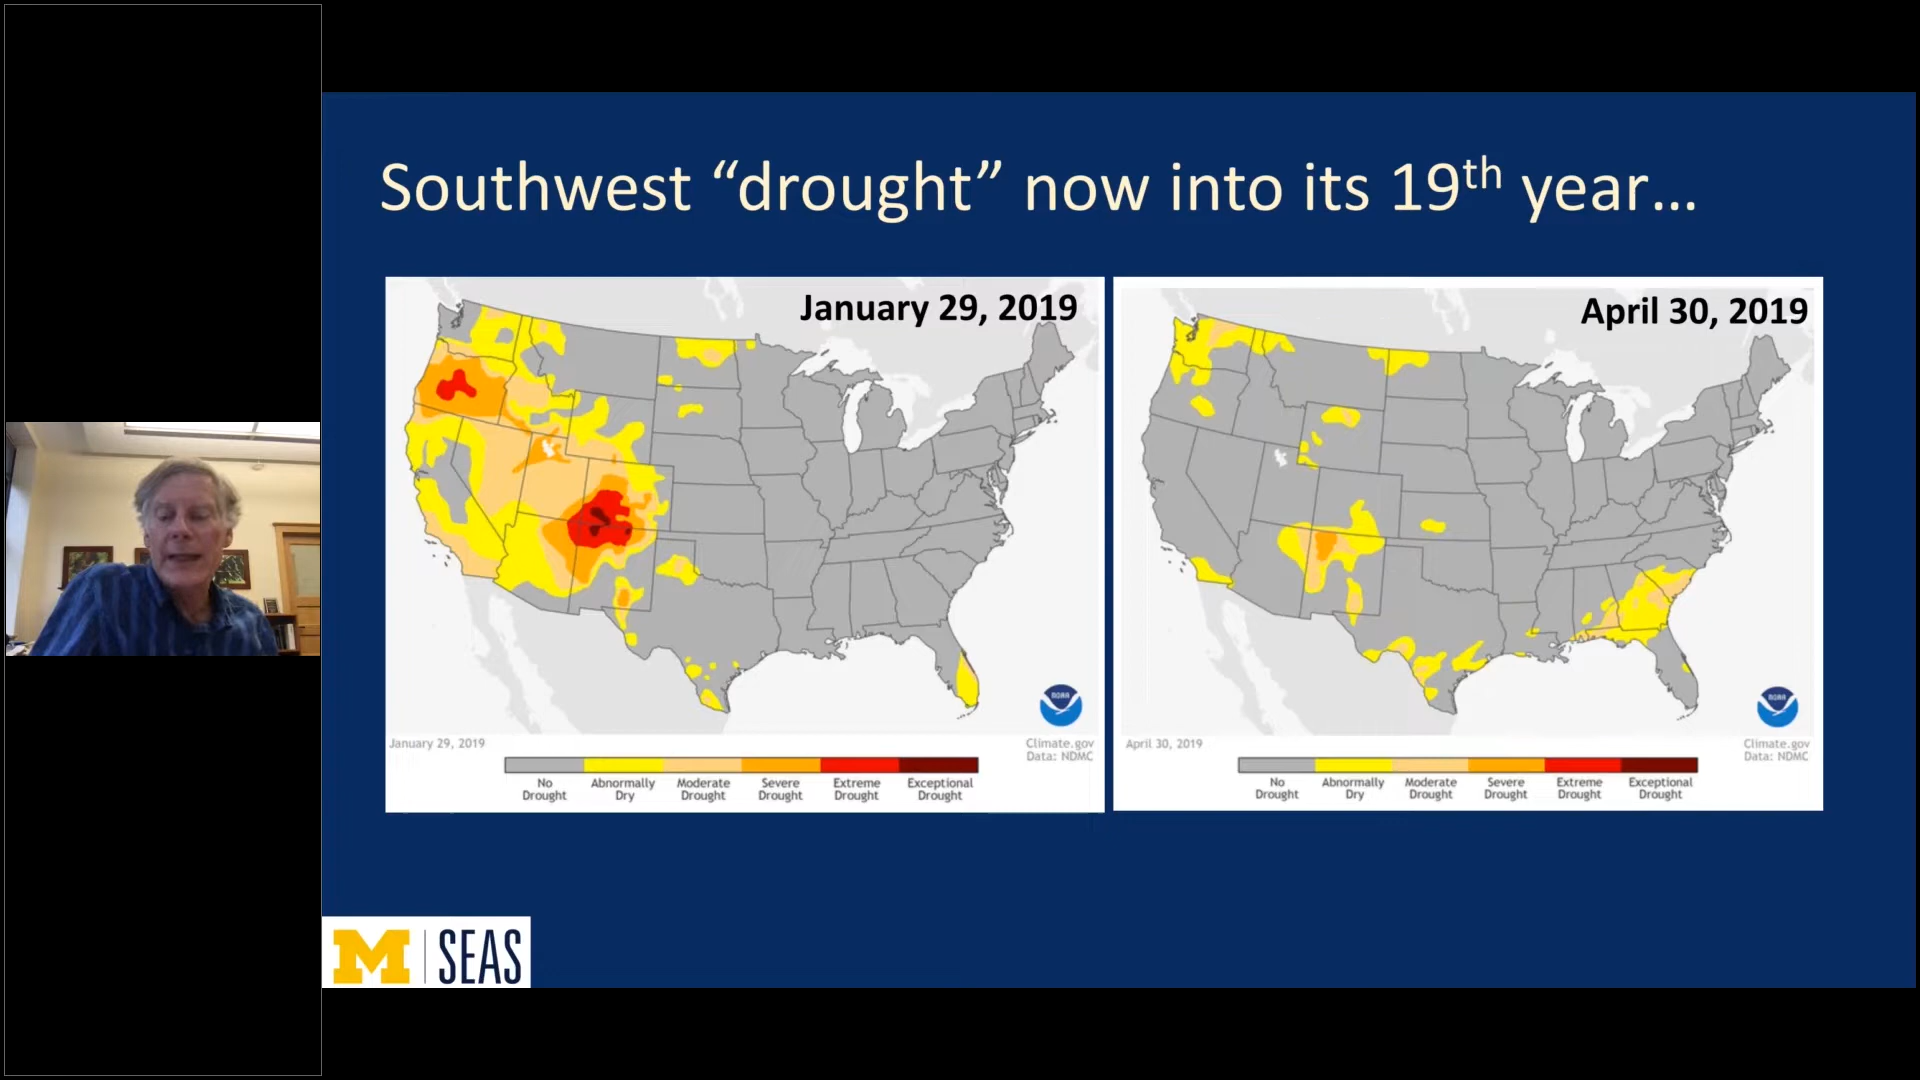 Southwest “drought” now into its 19th year…
January 29, 2019
NOAA
January 29, 2019
Climate.gov
Data: NDMC
No Drought
Abnormally Dry
Moderate Drought
Severe Drought
Extreme Drought
Exceptional Drought
April 30, 2019
NOAA
April 30, 2019
Climate.gov
Data: NDMC
No Drought
Abnormally Dry
Moderate Drought
Severe Drought
Extreme Drought
Exceptional Drought
M | SEAS